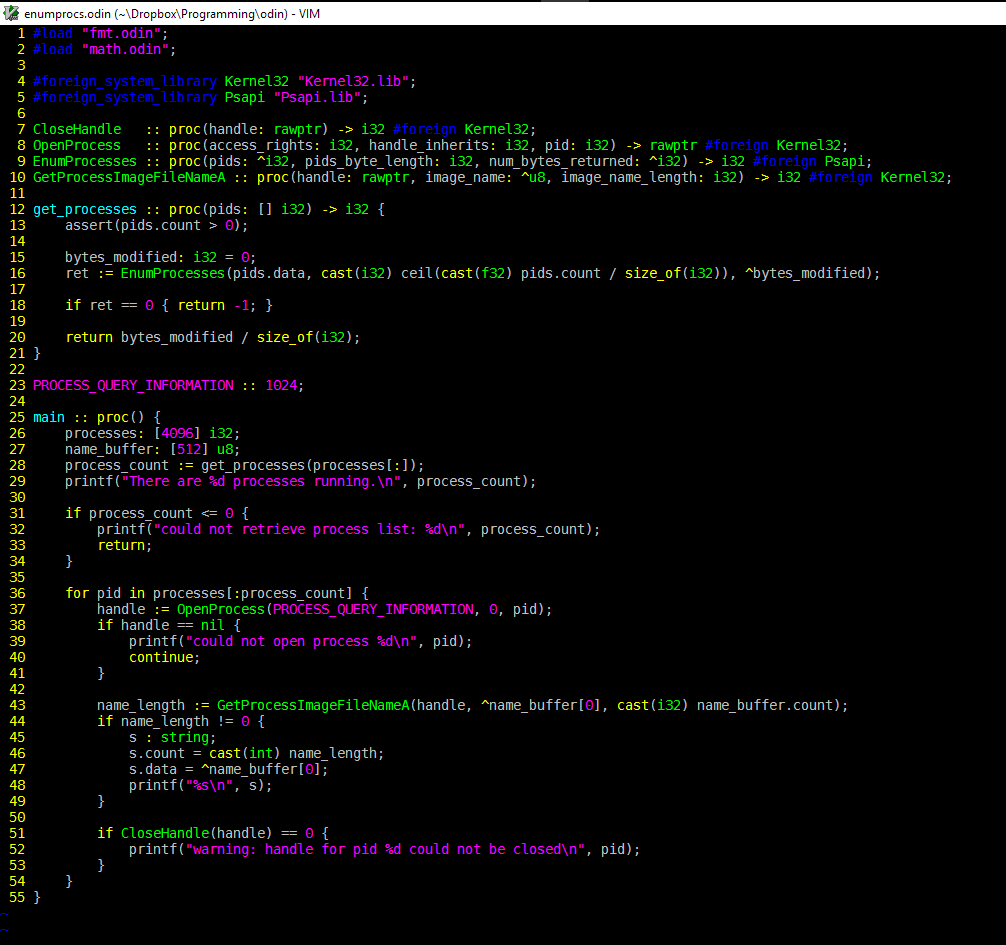 enumprocs.odin (~\Dropbox\Programming\odin) - VIM
1 #load "fmt.odin";
2 #load "math.odin";
3
4 #foreign_system_library Kernel32 "Kernel32.lib";
5 #foreign_system_library Psapi "Psapi.lib";
6
7 CloseHandle   :: proc(handle: rawptr) -> i32 #foreign Kernel32;
8 OpenProcess   :: proc(access_rights: i32, handle_inherits: i32, pid: i32) -> rawptr #foreign Kernel32;
9 EnumProcesses :: proc(pids: ^i32, pids_byte_length: i32, num_bytes_returned: ^i32) -> i32 #foreign Psapi;
10 GetProcessImageFileNameA :: proc(handle: rawptr, image_name: ^u8, image_name_length: i32) -> i32 #foreign Kernel32;
11
12 get_processes :: proc(pids: [] i32) -> i32 {
13     assert(pids.count > 0);
14
15     bytes_modified: i32 = 0;
16     ret := EnumProcesses(pids.data, cast(i32) ceil(cast(f32) pids.count / size_of(i32)), ^bytes_modified);
17
18     if ret == 0 { return -1; }
19
20     return bytes_modified / size_of(i32);
21 }
22
23 PROCESS_QUERY_INFORMATION :: 1024;
24
25 main :: proc() {
26     processes: [4096] i32;
27     name_buffer: [512] u8;
28     process_count := get_processes(processes[:]);
29     printf("There are %d processes running.\n", process_count);
30
31     if process_count <= 0 {
32         printf("could not retrieve process list: %d\n", process_count);
33         return;
34     }
35
36     for pid in processes[:process_count] {
37         handle := OpenProcess(PROCESS_QUERY_INFORMATION, 0, pid);
38         if handle == nil {
39             printf("could not open process %d\n", pid);
40             continue;
41         }
42
43         name_length := GetProcessImageFileNameA(handle, ^name_buffer[0], cast(i32) name_buffer.count);
44         if name_length != 0 {
45             s : string;
46             s.count = cast(int) name_length;
47             s.data = ^name_buffer[0];
48             printf("%s\n", s);
49         }
50
51         if CloseHandle(handle) == 0 {
52             printf("warning: handle for pid %d could not be closed\n", pid);
53         }
54     }
55 }
~
~